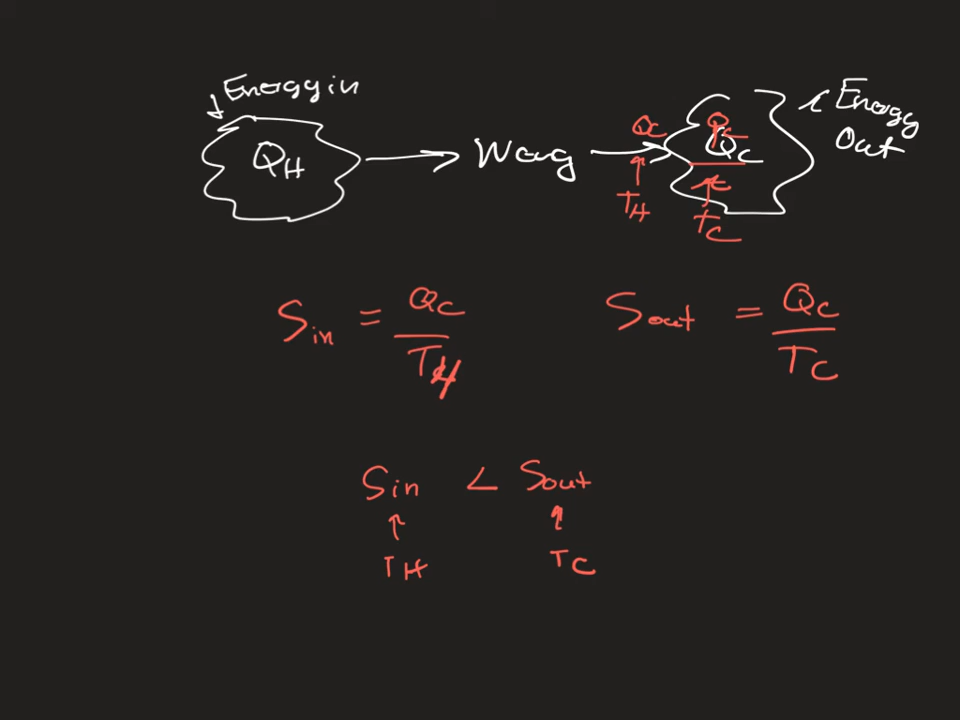 ↓ Energy in
QH → Weng → QC
Energy
Out
QC
TH
QC
TC
Sin = QC / TH
Sout = QC / TC
Sin < Sout
↑ ↑
TH TC